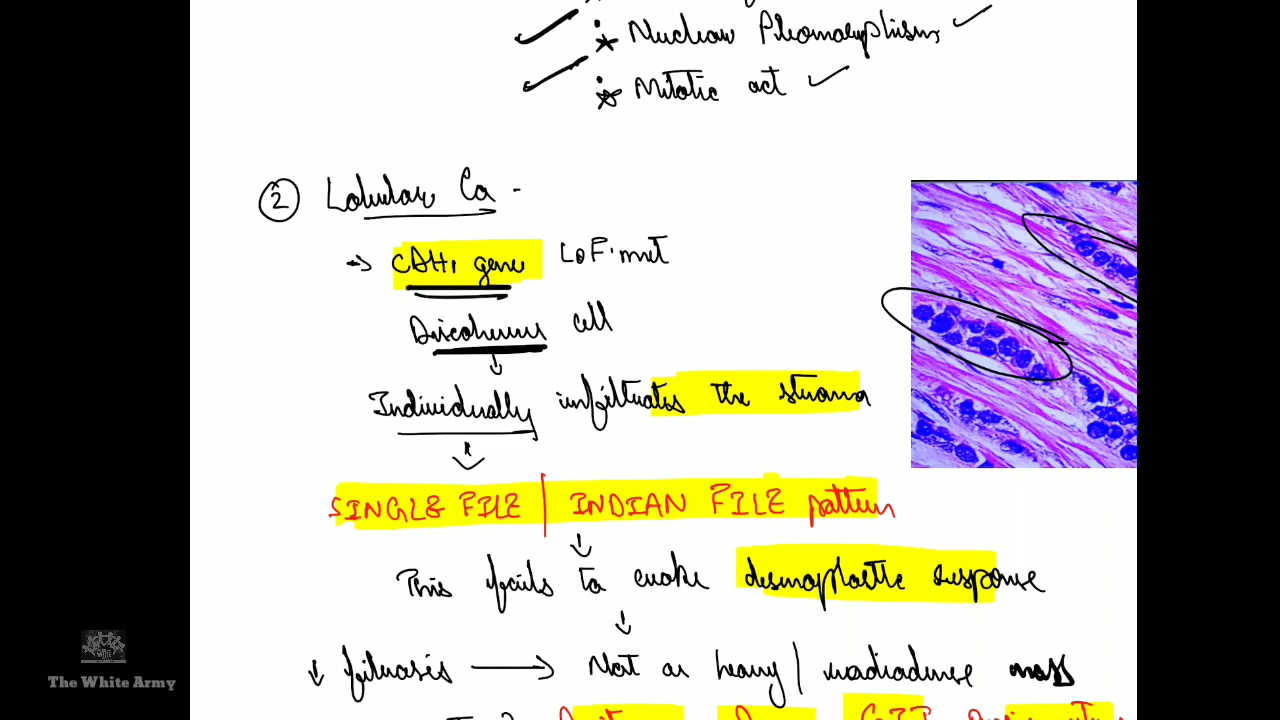 * Nuclear Pleomorphism
* Mitotic act
② Lobular Ca -
→ CDH1 gene LOF mut
Discohesive cell
Individually infiltrates the stroma
SINGLE FILE | INDIAN FILE pattern
This fails to evoke desmoplastic response
↓ fibrosis → Not as heavy / radiodense mass
The White Army